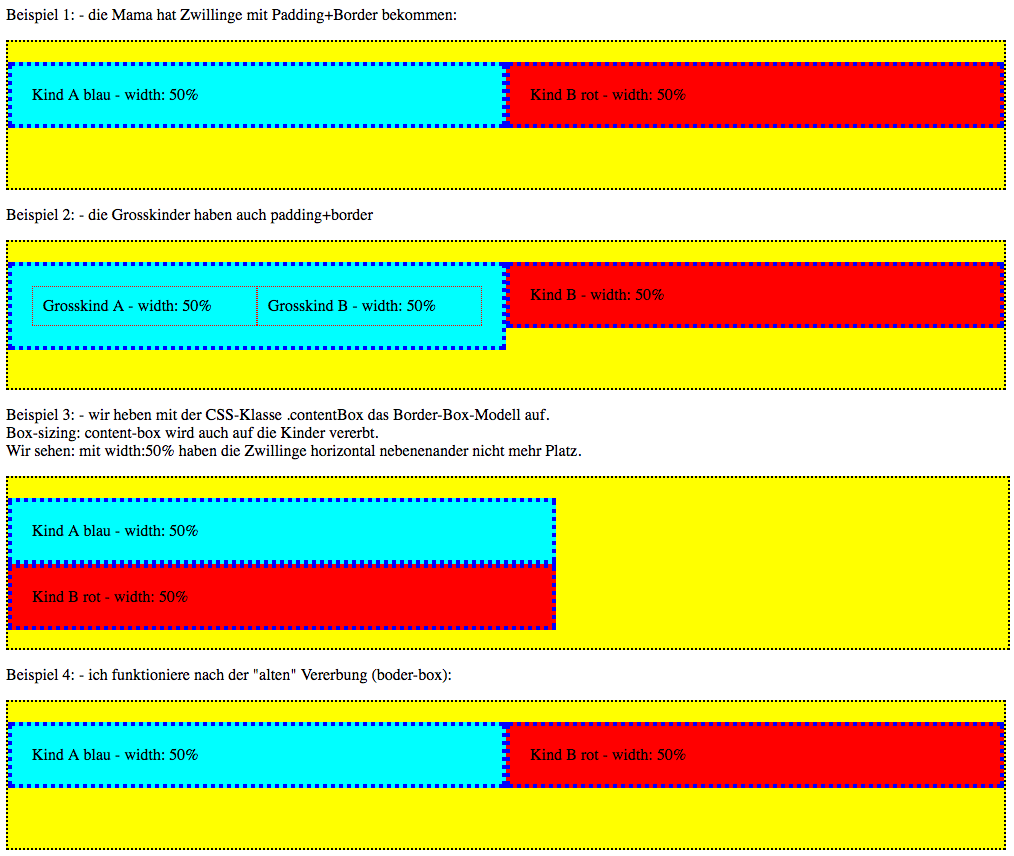 Beispiel 1: - die Mama hat Zwillinge mit Padding+Border bekommen:
Kind A blau - width: 50%
Kind B rot - width: 50%
Beispiel 2: - die Grosskinder haben auch padding+border
Grosskind A - width: 50%
Grosskind B - width: 50%
Kind B - width: 50%
Beispiel 3: - wir heben mit der CSS-Klasse .contentBox das Border-Box-Modell auf.
Box-sizing: content-box wird auch auf die Kinder vererbt.
Wir sehen: mit width:50% haben die Zwillinge horizontal nebenenander nicht mehr Platz.
Kind A blau - width: 50%
Kind B rot - width: 50%
Beispiel 4: - ich funktioniere nach der "alten" Vererbung (boder-box):
Kind A blau - width: 50%
Kind B rot - width: 50%